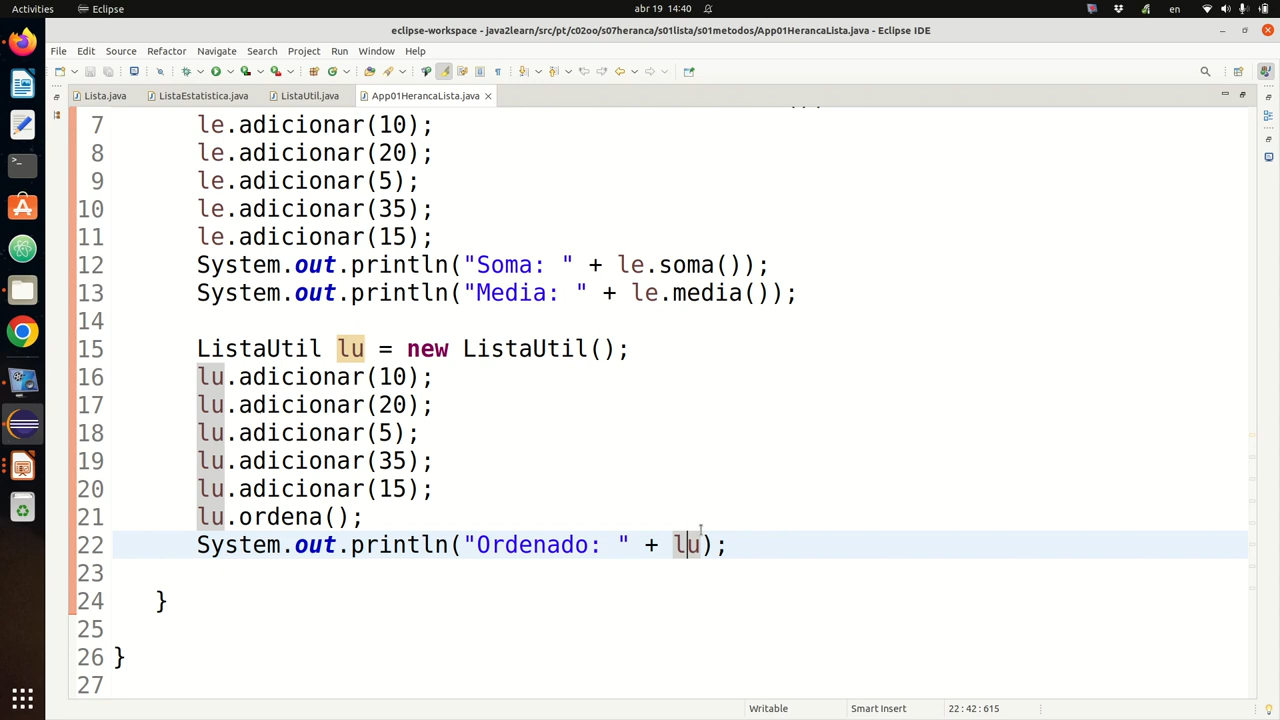 Activities Eclipse abr 19 14:40 en
eclipse-workspace - java2learn/src/pt/c02oo/s07heranca/s01lista/s01metodos/App01HerancaLista.java - Eclipse IDE
File Edit Source Refactor Navigate Search Project Run Window Help
Lista.java ListaEstatistica.java ListaUtil.java App01HerancaLista.java
7 le.adicionar(10);
8 le.adicionar(20);
9 le.adicionar(5);
10 le.adicionar(35);
11 le.adicionar(15);
12 System.out.println("Soma: " + le.soma());
13 System.out.println("Media: " + le.media());
14
15 ListaUtil lu = new ListaUtil();
16 lu.adicionar(10);
17 lu.adicionar(20);
18 lu.adicionar(5);
19 lu.adicionar(35);
20 lu.adicionar(15);
21 lu.ordena();
22 System.out.println("Ordenado: " + lu);
23
24 }
25
26 }
27
Writable Smart Insert 22:42:615